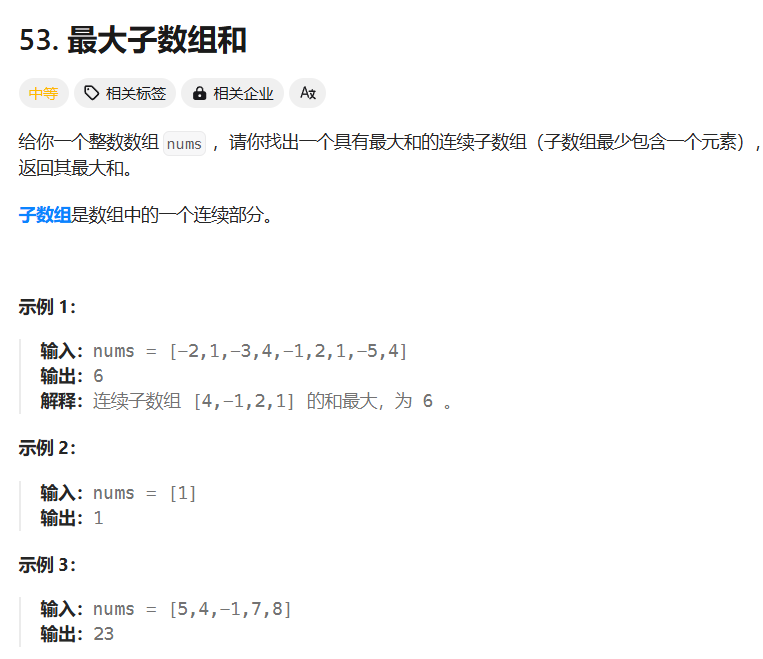 53. 最大子数组和
中等 相关标签 相关企业 Aあ
给你一个整数数组 nums ，请你找出一个具有最大和的连续子数组（子数组最少包含一个元素），
返回其最大和。
子数组是数组中的一个连续部分。
示例 1：
输入：nums = [-2,1,-3,4,-1,2,1,-5,4]
输出：6
解释：连续子数组 [4,-1,2,1] 的和最大，为 6 。
示例 2：
输入：nums = [1]
输出：1
示例 3：
输入：nums = [5,4,-1,7,8]
输出：23